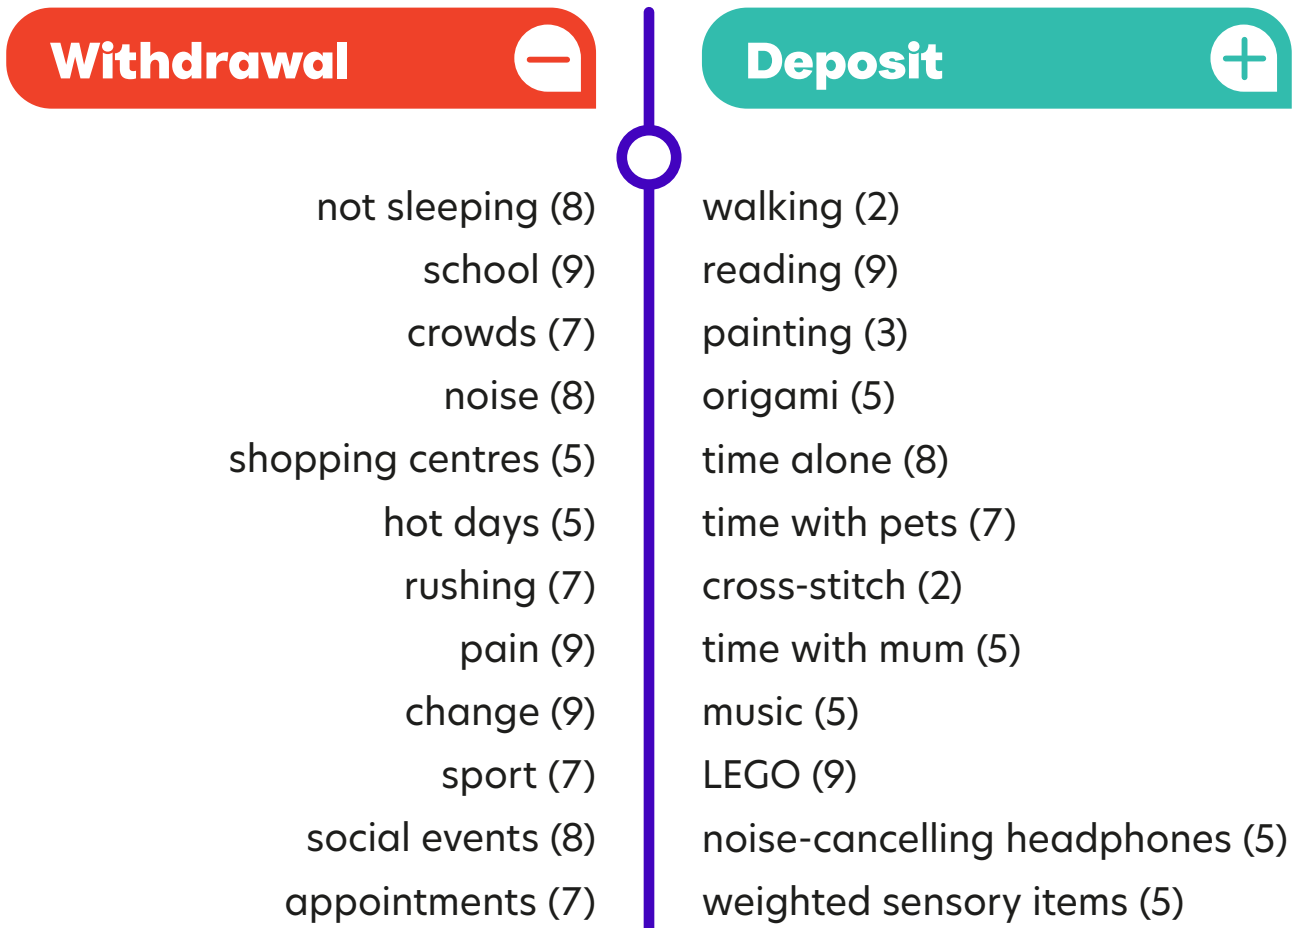 Withdrawal
not sleeping (8)
school (9)
crowds (7)
noise (8)
shopping centres (5)
hot days (5)
rushing (7)
pain (9)
change (9)
sport (7)
social events (8)
appointments (7)
Deposit
walking (2)
reading (9)
painting (3)
origami (5)
time alone (8)
time with pets (7)
cross-stitch (2)
time with mum (5)
music (5)
LEGO (9)
noise-cancelling headphones (5)
weighted sensory items (5)